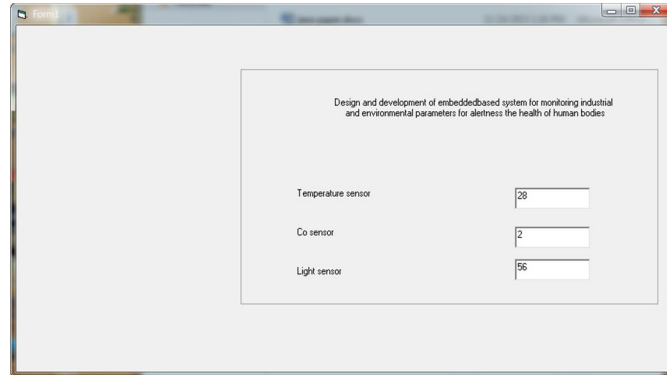 Form1
Design and development of embeddedbased system for monitoring industrial
and environmental parameters for alertness the health of human bodies
Temperature sensor 28
Co sensor 2
Light sensor 56